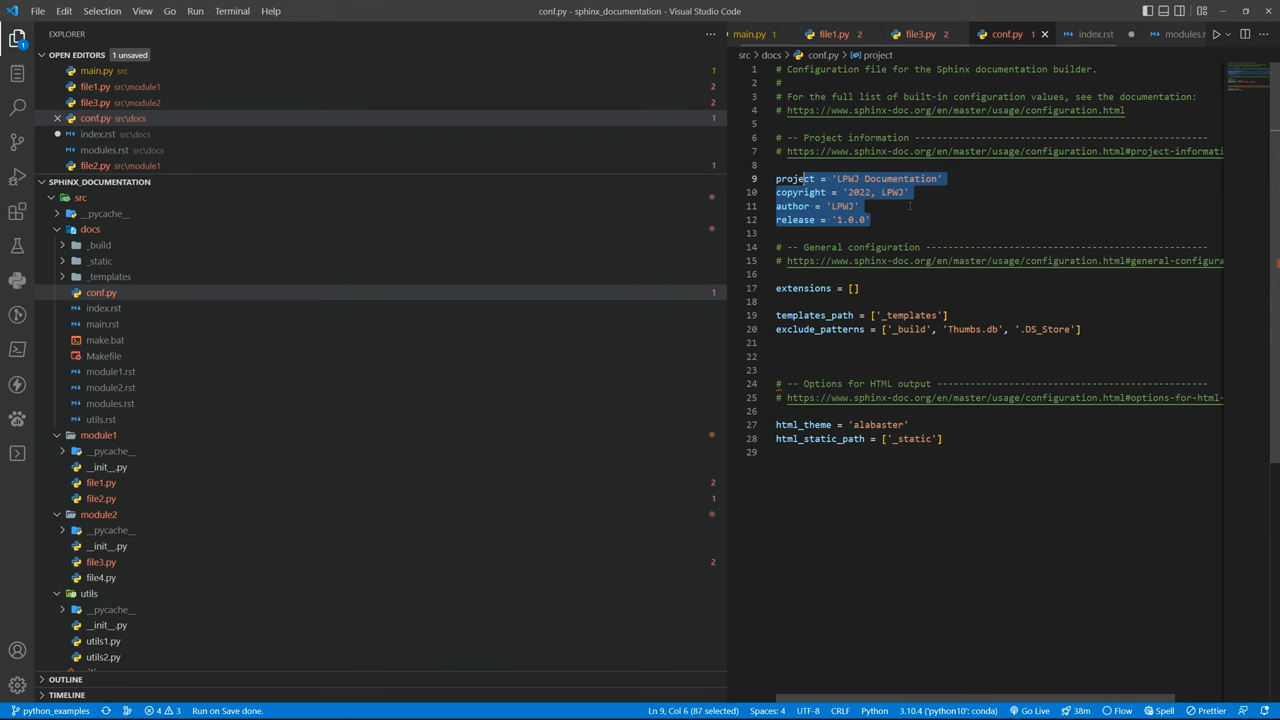 File Edit Selection View Go Run Terminal Help
conf.py - sphinx_documentation - Visual Studio Code
EXPLORER
OPEN EDITORS 1 unsaved
main.py src 1
file1.py src\module1 2
file3.py src\module2 2
conf.py src\docs 1
index.rst src\docs
modules.rst src\docs
file2.py src\module1 1
SPHINX_DOCUMENTATION
src
__pycache__
docs
_build
_static
_templates
conf.py 1
index.rst
main.rst
make.bat
Makefile
module1.rst
module2.rst
modules.rst
utils.rst
module1
__pycache__
__init__.py
file1.py 2
file2.py 1
module2
__pycache__
__init__.py
file3.py 2
file4.py
utils
__pycache__
__init__.py
utils1.py
utils2.py
OUTLINE
TIMELINE
main.py 1 file1.py 2 file3.py 2 conf.py 1 index.rst modules.r
src > docs > conf.py > project
1 # Configuration file for the Sphinx documentation builder.
2 #
3 # For the full list of built-in configuration values, see the documentation:
4 # https://www.sphinx-doc.org/en/master/usage/configuration.html
5
6 # -- Project information -----------------------------------------------------
7 # https://www.sphinx-doc.org/en/master/usage/configuration.html#project-informati
8
9 project = 'LPWJ Documentation'
10 copyright = '2022, LPWJ'
11 author = 'LPWJ'
12 release = '1.0.0'
13
14 # -- General configuration ---------------------------------------------------
15 # https://www.sphinx-doc.org/en/master/usage/configuration.html#general-configura
16
17 extensions = []
18
19 templates_path = ['_templates']
20 exclude_patterns = ['_build', 'Thumbs.db', '.DS_Store']
21
22
23
24 # -- Options for HTML output -------------------------------------------------
25 # https://www.sphinx-doc.org/en/master/usage/configuration.html#options-for-html-
26
27 html_theme = 'alabaster'
28 html_static_path = ['_static']
29
python_examples 4 3 Run on Save done. Ln 9, Col 6 (87 selected) Spaces: 4 UTF-8 CRLF Python 3.10.4 ('python10': conda) Go Live 38m Flow Spell Prettier